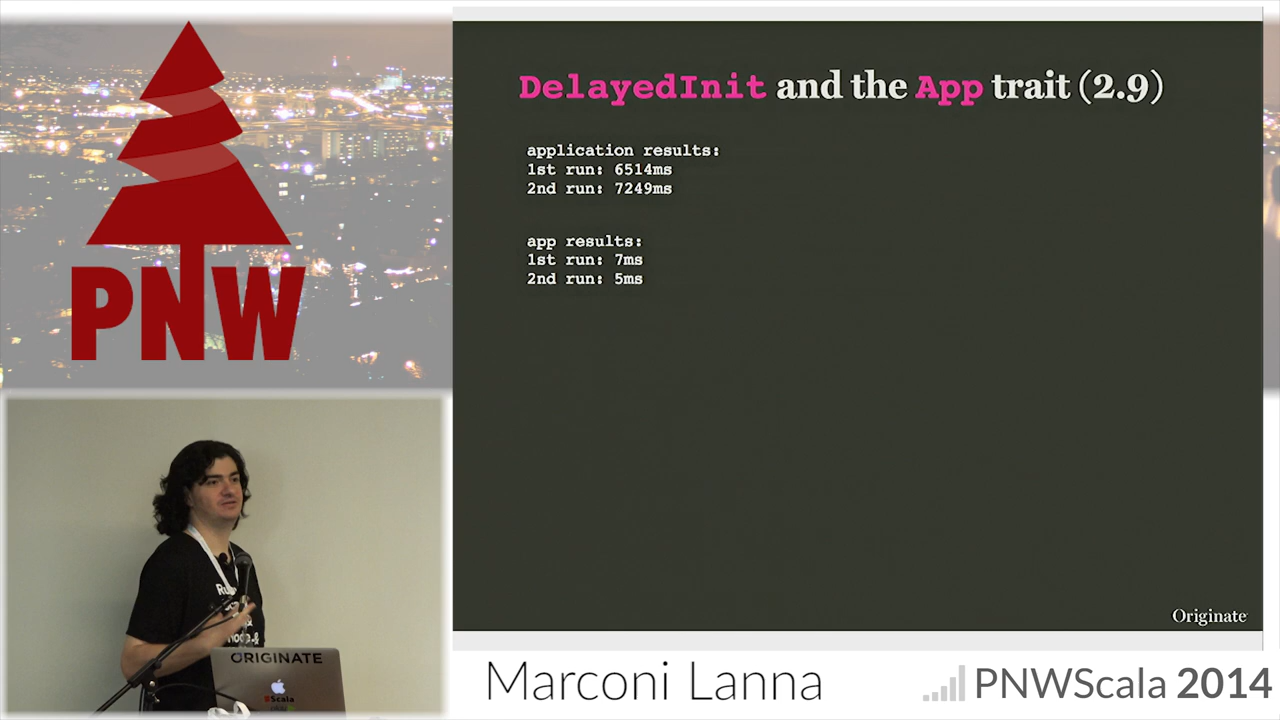 PNW
DelayedInit and the App trait (2.9)
application results:
1st run: 6514ms
2nd run: 7249ms
app results:
1st run: 7ms
2nd run: 5ms
Originate
ORIGINATE
Scala
Marconi Lanna
PNWScala 2014